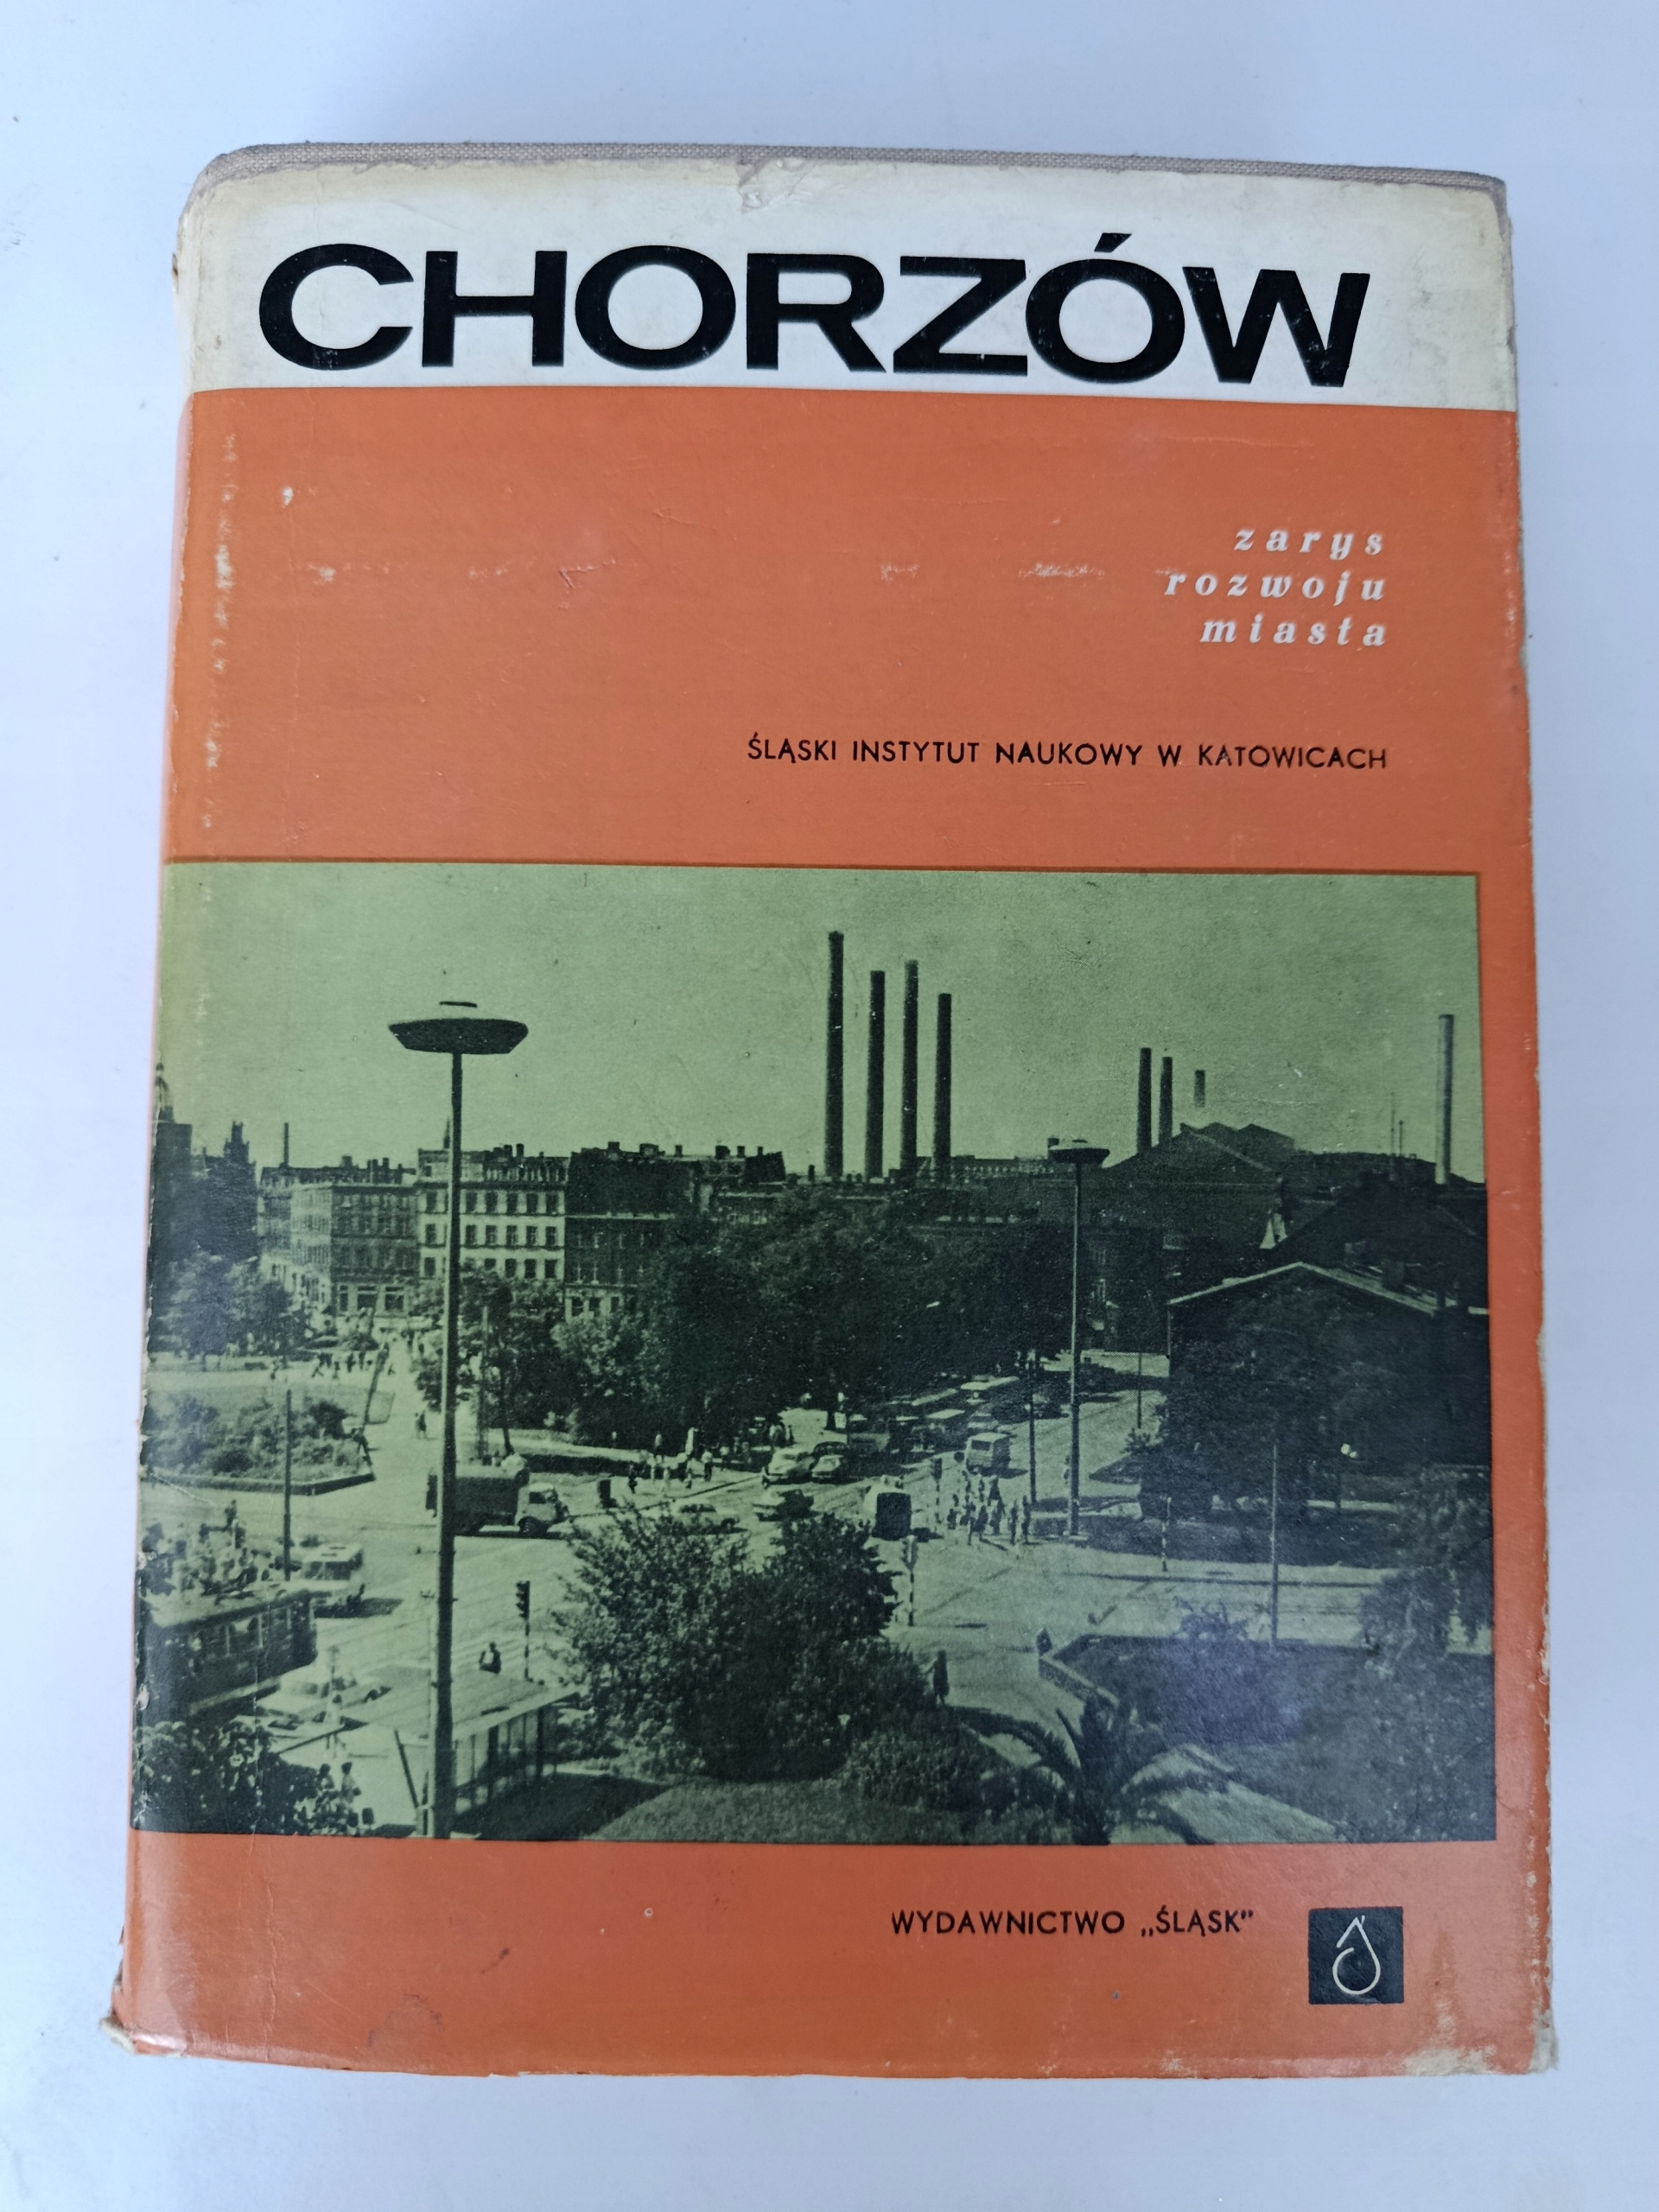 CHORZÓW
zarys
rozwoju
miasta
ŚLĄSKI INSTYTUT NAUKOWY W KATOWICACH
WYDAWNICTWO „ŚLĄSK”